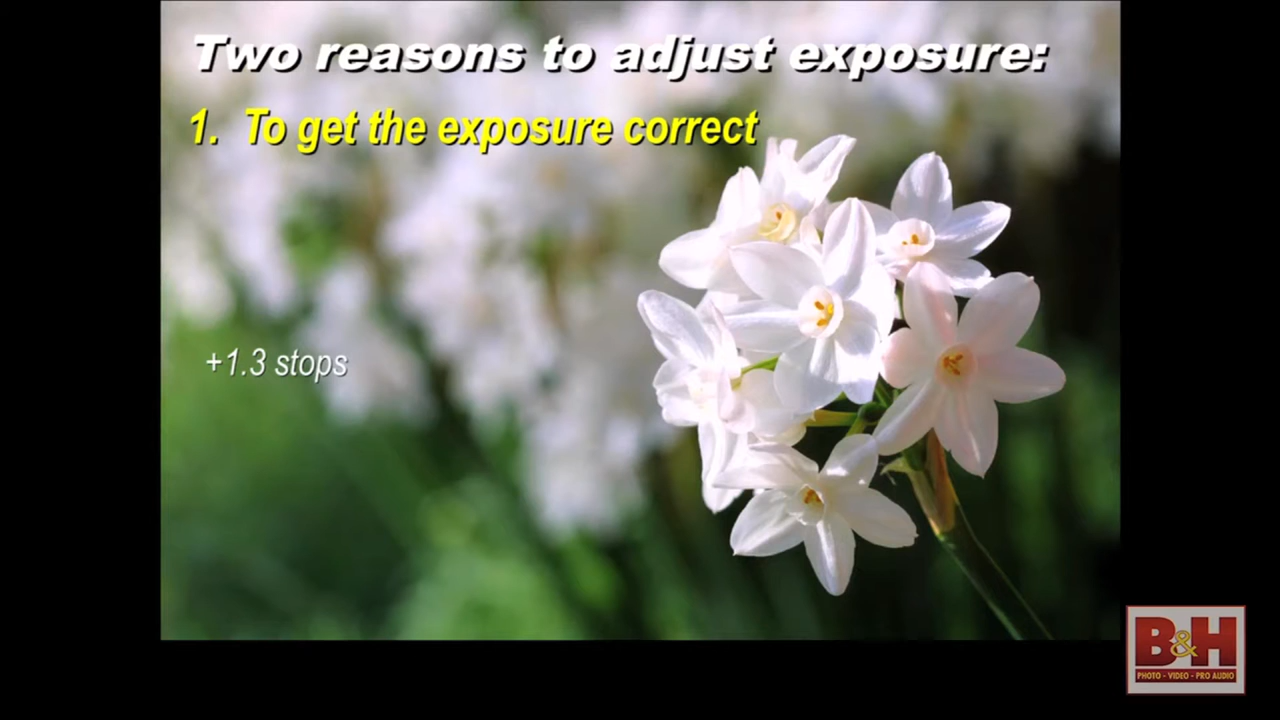 Two reasons to adjust exposure:
1. To get the exposure correct
+1.3 stops
B&H
PHOTO - VIDEO - PRO AUDIO